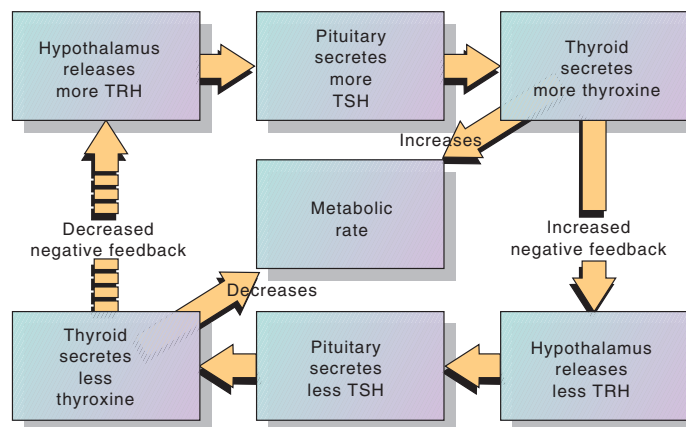 Hypothalamus
releases
more TRH
Pituitary
secretes
more
TSH
Thyroid
secretes
more thyroxine
Increases
Metabolic
rate
Decreased
negative feedback
Increased
negative feedback
Decreases
Thyroid
secretes
less
thyroxine
Pituitary
secretes
less TSH
Hypothalamus
releases
less TRH